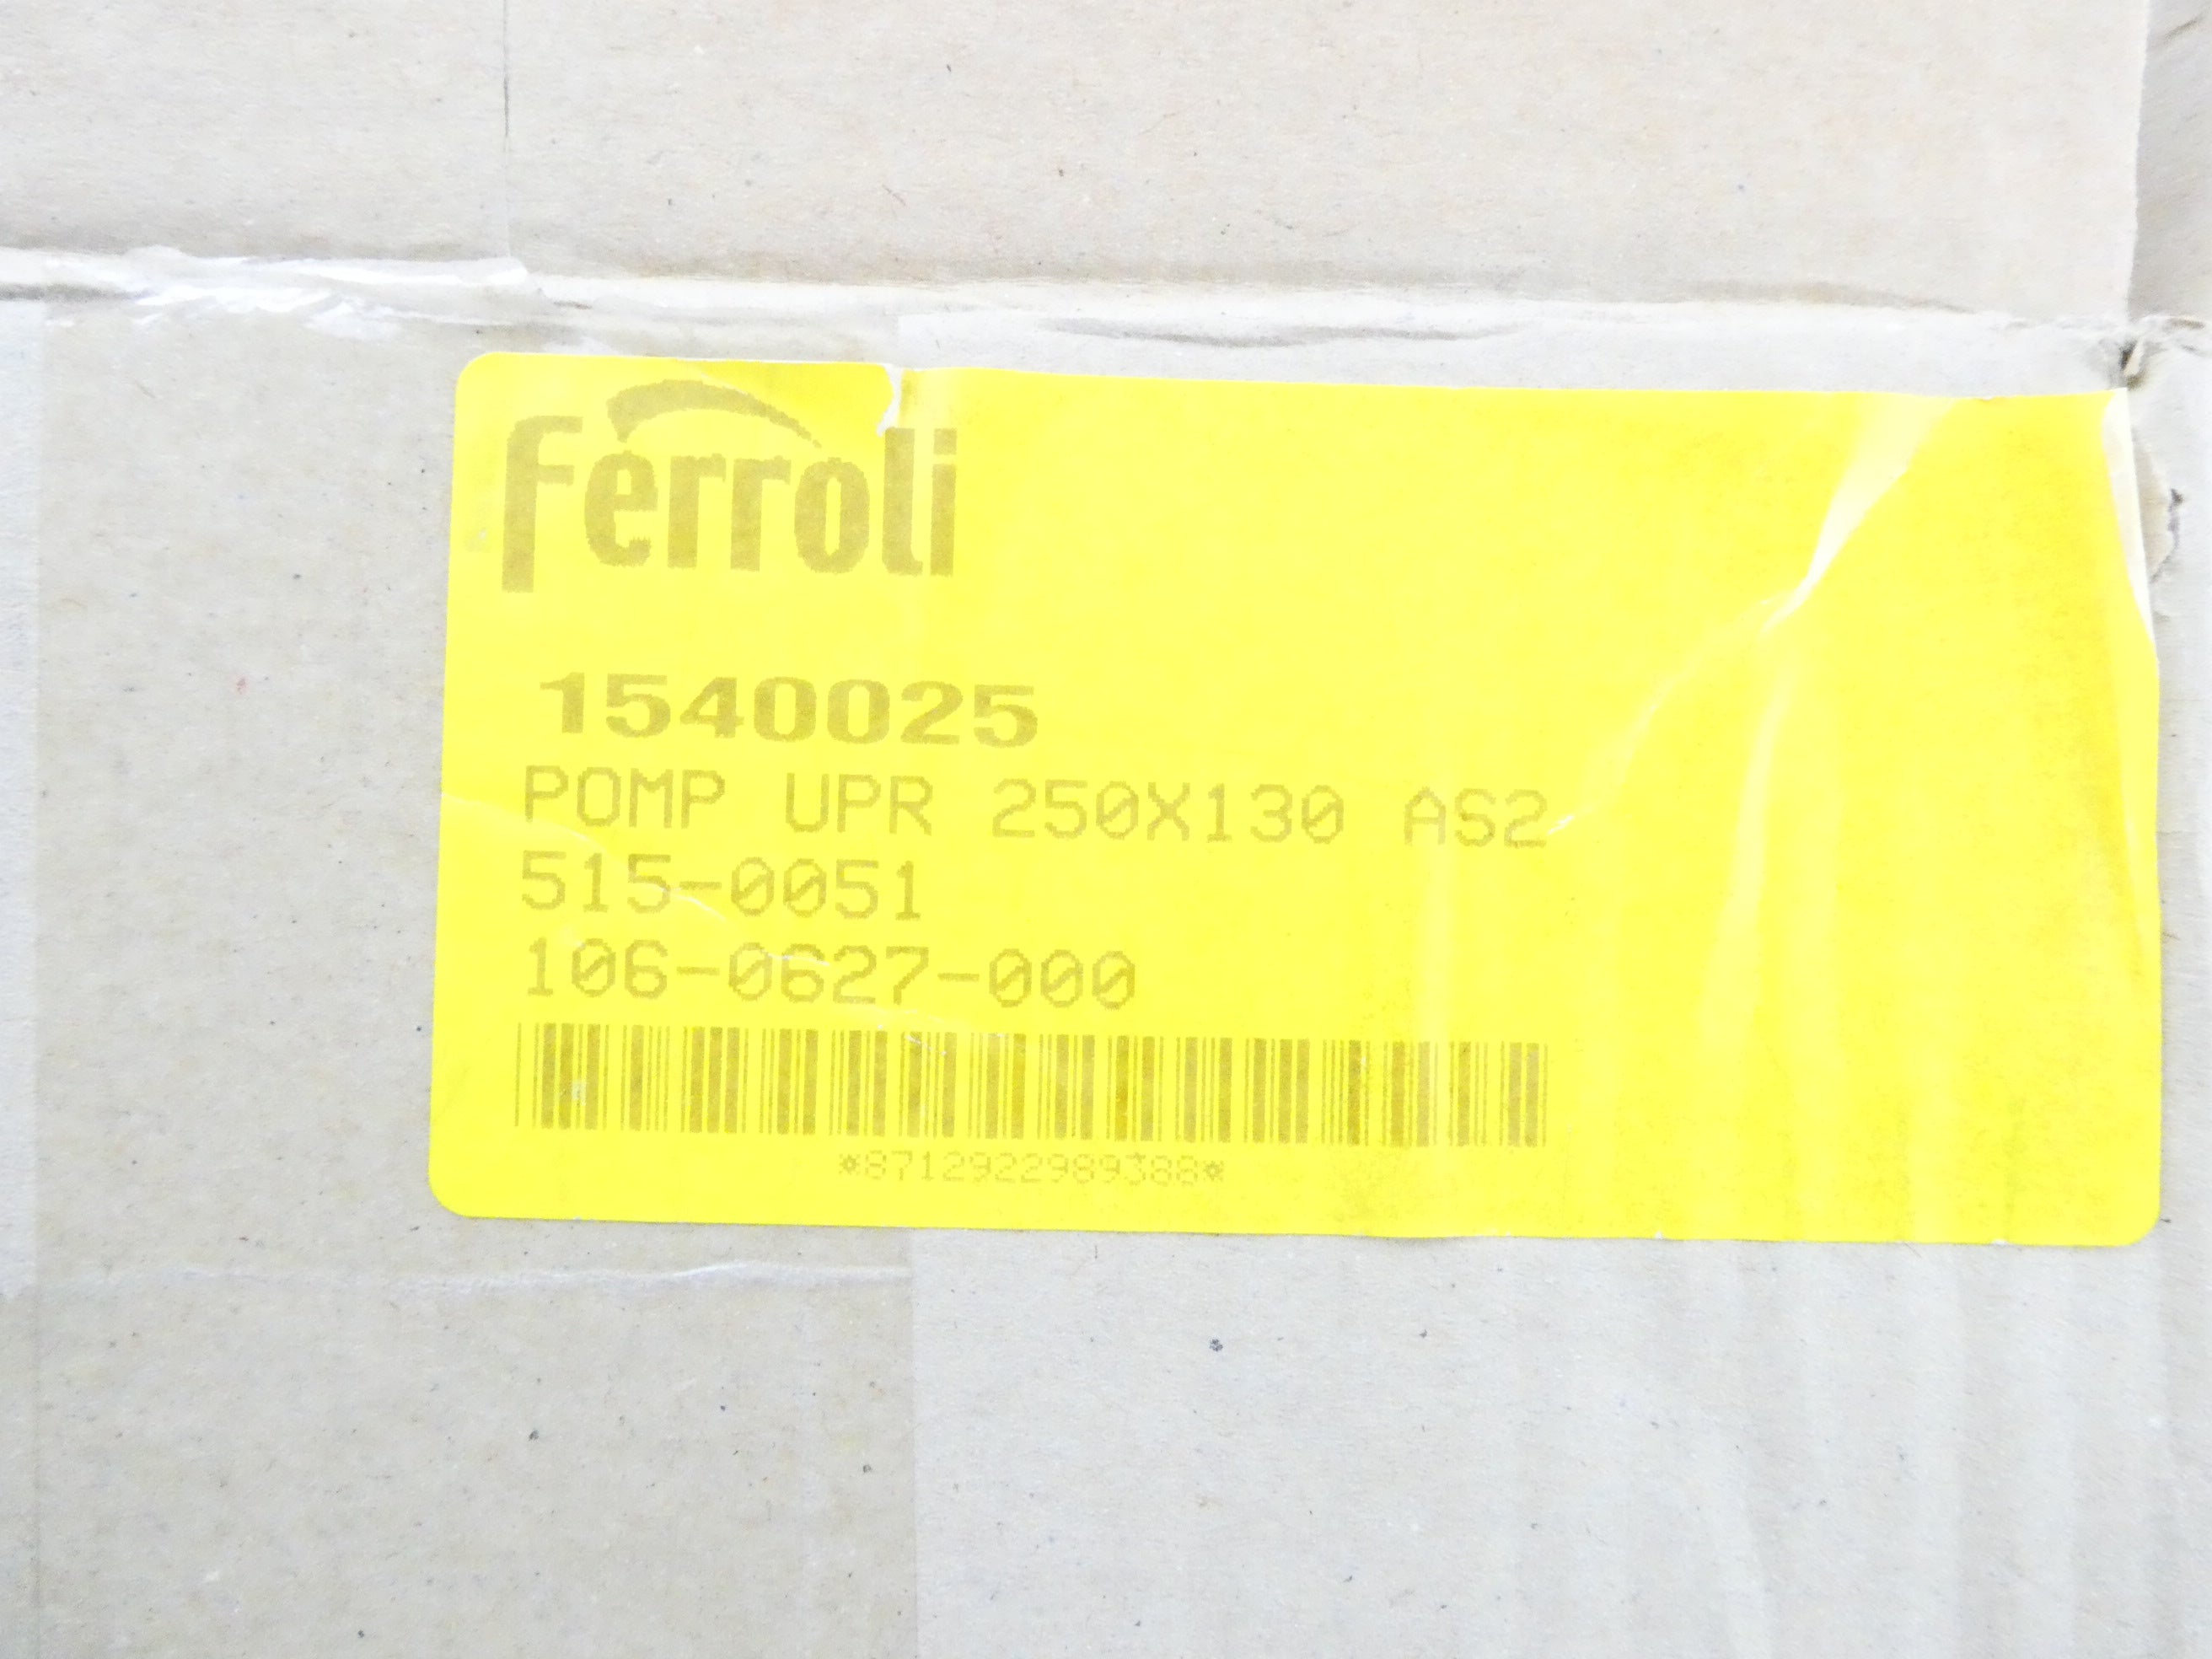 ferroli
1540025
POMP UPR 250X130 AS2
515-0051
106-0627-000
*8712922989388*